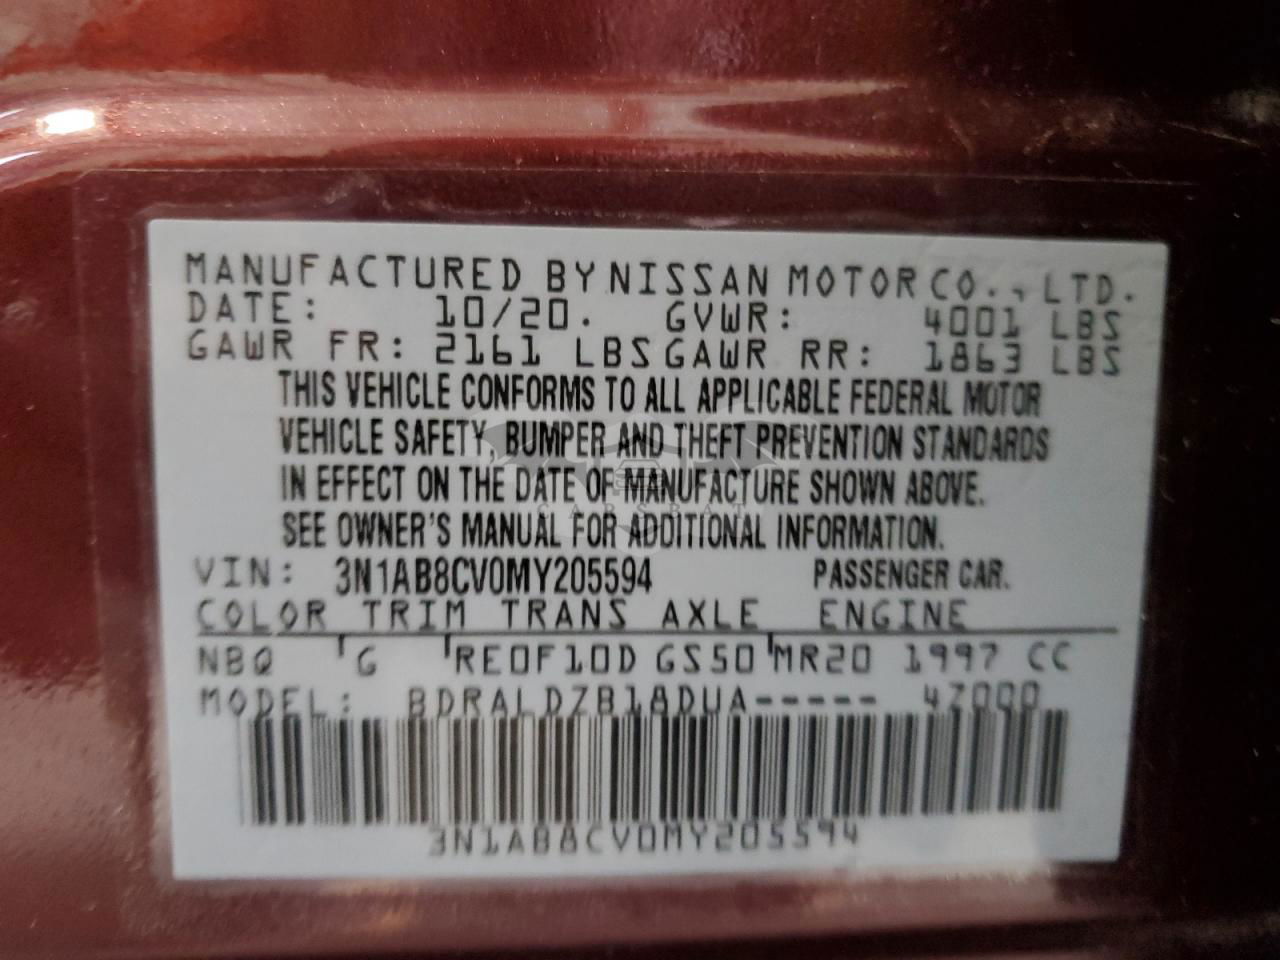 MANUFACTURED BY NISSAN MOTOR CO., LTD.
DATE: 10/20. GVWR: 4001 LBS
GAWR FR: 2161 LBS GAWR RR: 1863 LBS
THIS VEHICLE CONFORMS TO ALL APPLICABLE FEDERAL MOTOR
VEHICLE SAFETY, BUMPER AND THEFT PREVENTION STANDARDS
IN EFFECT ON THE DATE OF MANUFACTURE SHOWN ABOVE.
CARSBAT
SEE OWNER'S MANUAL FOR ADDITIONAL INFORMATION.
VIN: 3N1AB8CV0MY205594 PASSENGER CAR.
COLOR TRIM TRANS AXLE ENGINE
NBQ G RE0F10D GS50 MR20 1997 CC
MODEL: BDRALDZB18DUA----- 4Z000
3N1AB8CV0MY205594